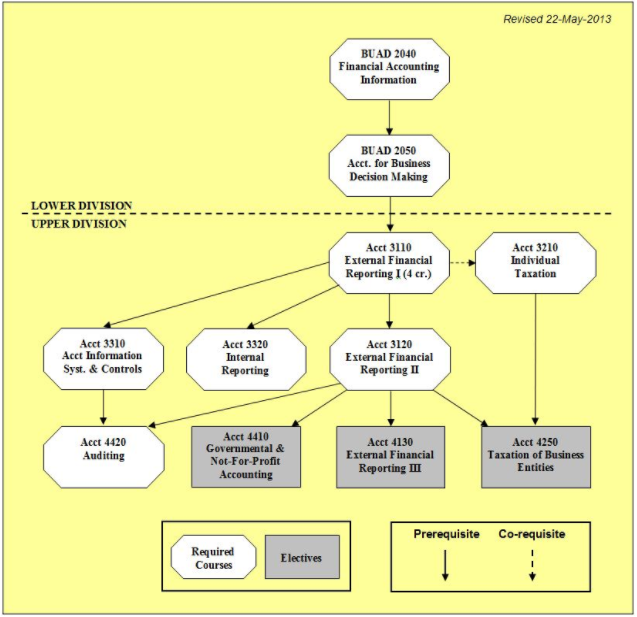 Revised 22-May-2013
BUAD 2040
Financial Accounting
Information
BUAD 2050
Acct. for Business
Decision Making
LOWER DIVISION
UPPER DIVISION
Acct 3110
External Financial
Reporting I (4 cr.)
Acct 3210
Individual
Taxation
Acct 3310
Acct Information
Syst. & Controls
Acct 3320
Internal
Reporting
Acct 3120
External Financial
Reporting II
Acct 4420
Auditing
Acct 4410
Governmental &
Not-For-Profit
Accounting
Acct 4130
External Financial
Reporting III
Acct 4250
Taxation of Business
Entities
Required
Courses
Electives
Prerequisite
Co-requisite